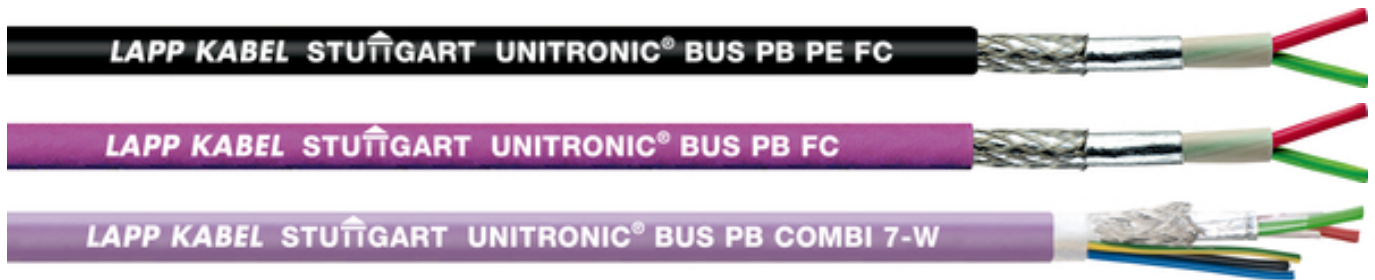 LAPP KABEL STUTTGART UNITRONIC® BUS PB PE FC
LAPP KABEL STUTTGART UNITRONIC® BUS PB FC
LAPP KABEL STUTTGART UNITRONIC® BUS PB COMBI 7-W